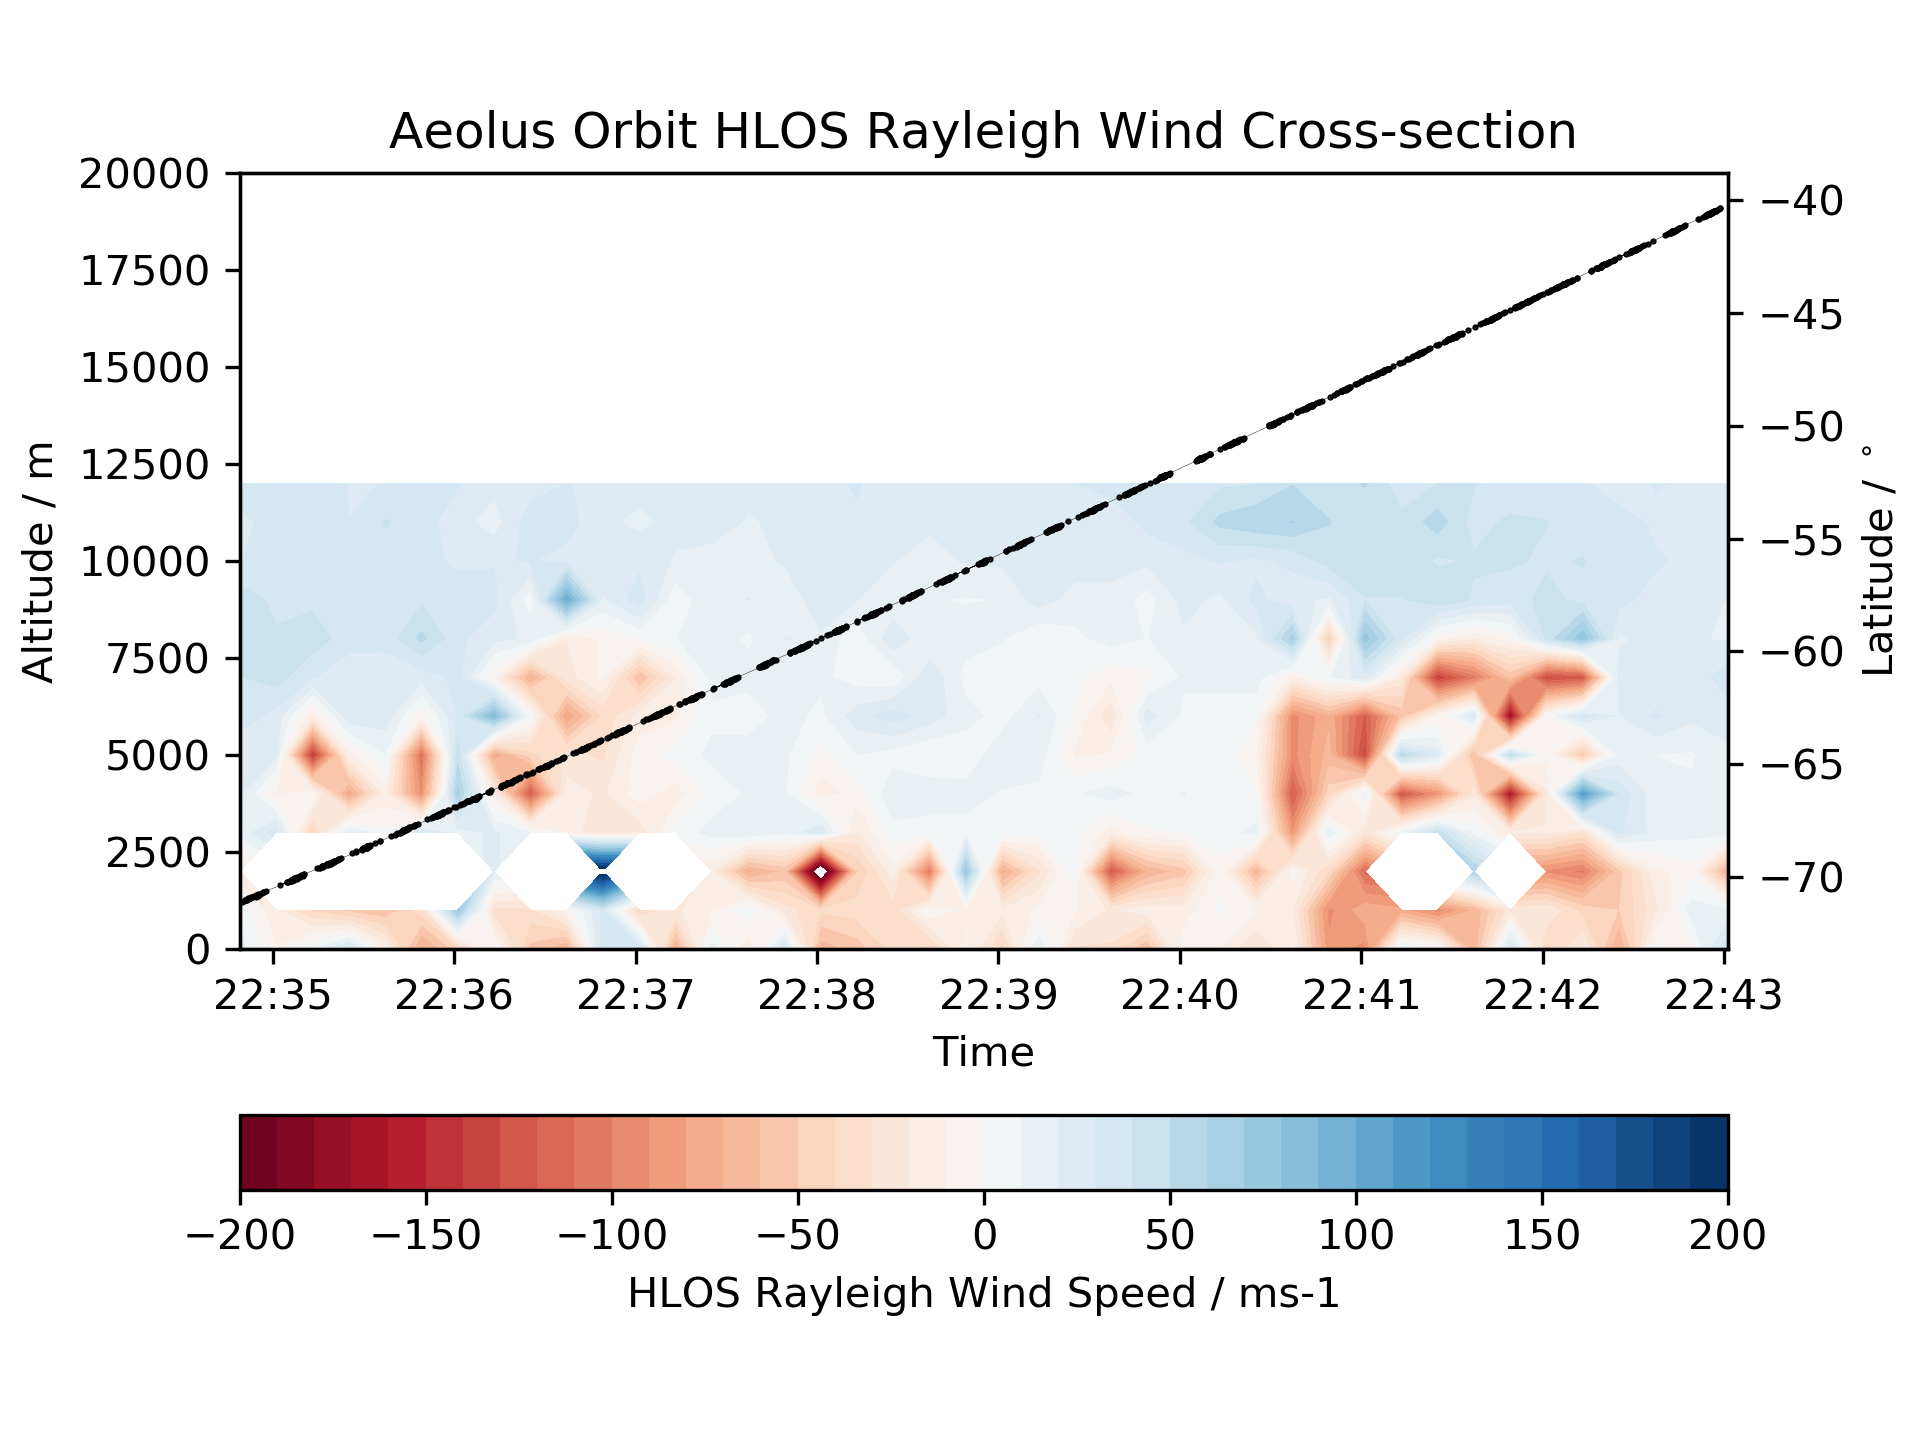 Aeolus Orbit HLOS Rayleigh Wind Cross-section
20000
17500
15000
12500
10000
7500
5000
2500
0
Altitude / m
−40
−45
−50
−55
−60
−65
−70
Latitude / °
22:35 22:36 22:37 22:38 22:39 22:40 22:41 22:42 22:43
Time
−200 −150 −100 −50 0 50 100 150 200
HLOS Rayleigh Wind Speed / ms-1